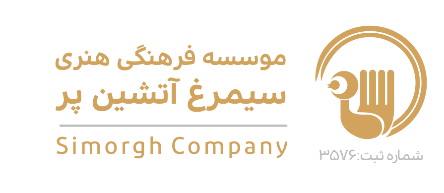 موسسه فرهنگی هنری
سیمرغ آتشین پر
Simorgh Company
شماره ثبت:۳۵۷۶